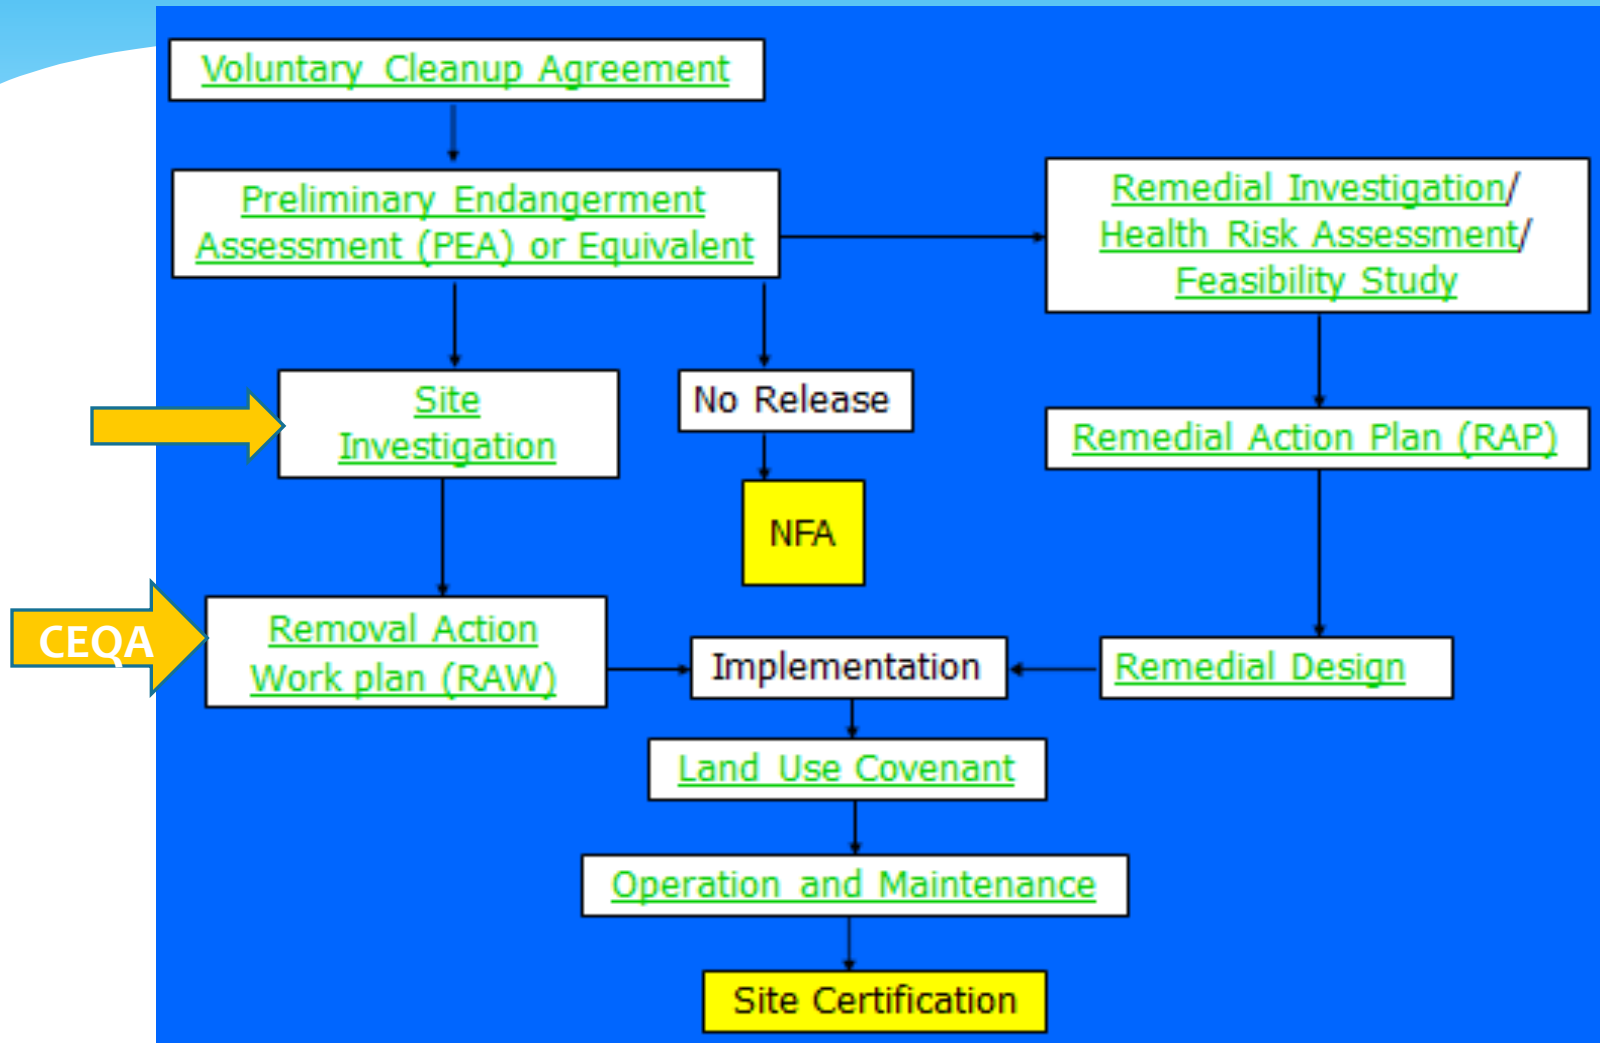 Voluntary Cleanup Agreement
Preliminary Endangerment
Assessment (PEA) or Equivalent
Remedial Investigation/
Health Risk Assessment/
Feasibility Study
Site
Investigation
No Release
Remedial Action Plan (RAP)
NFA
CEQA
Removal Action
Work plan (RAW)
Implementation
Remedial Design
Land Use Covenant
Operation and Maintenance
Site Certification